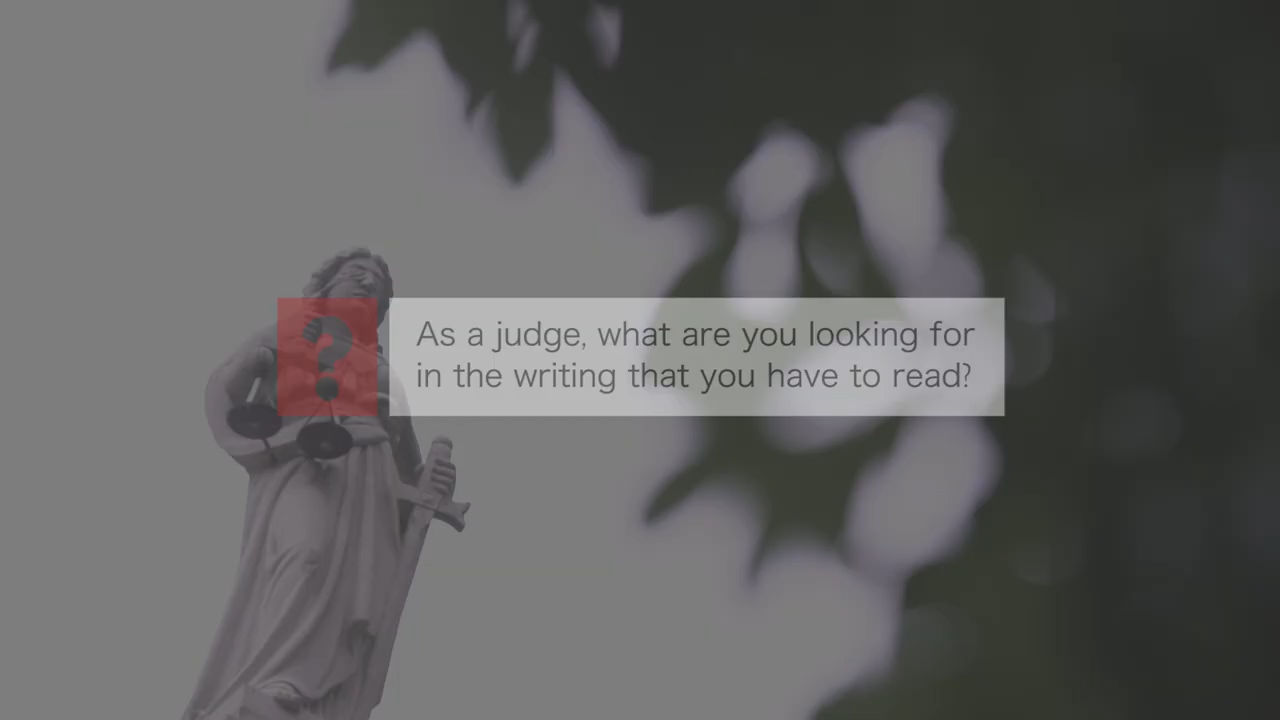 ?
As a judge, what are you looking for
in the writing that you have to read?